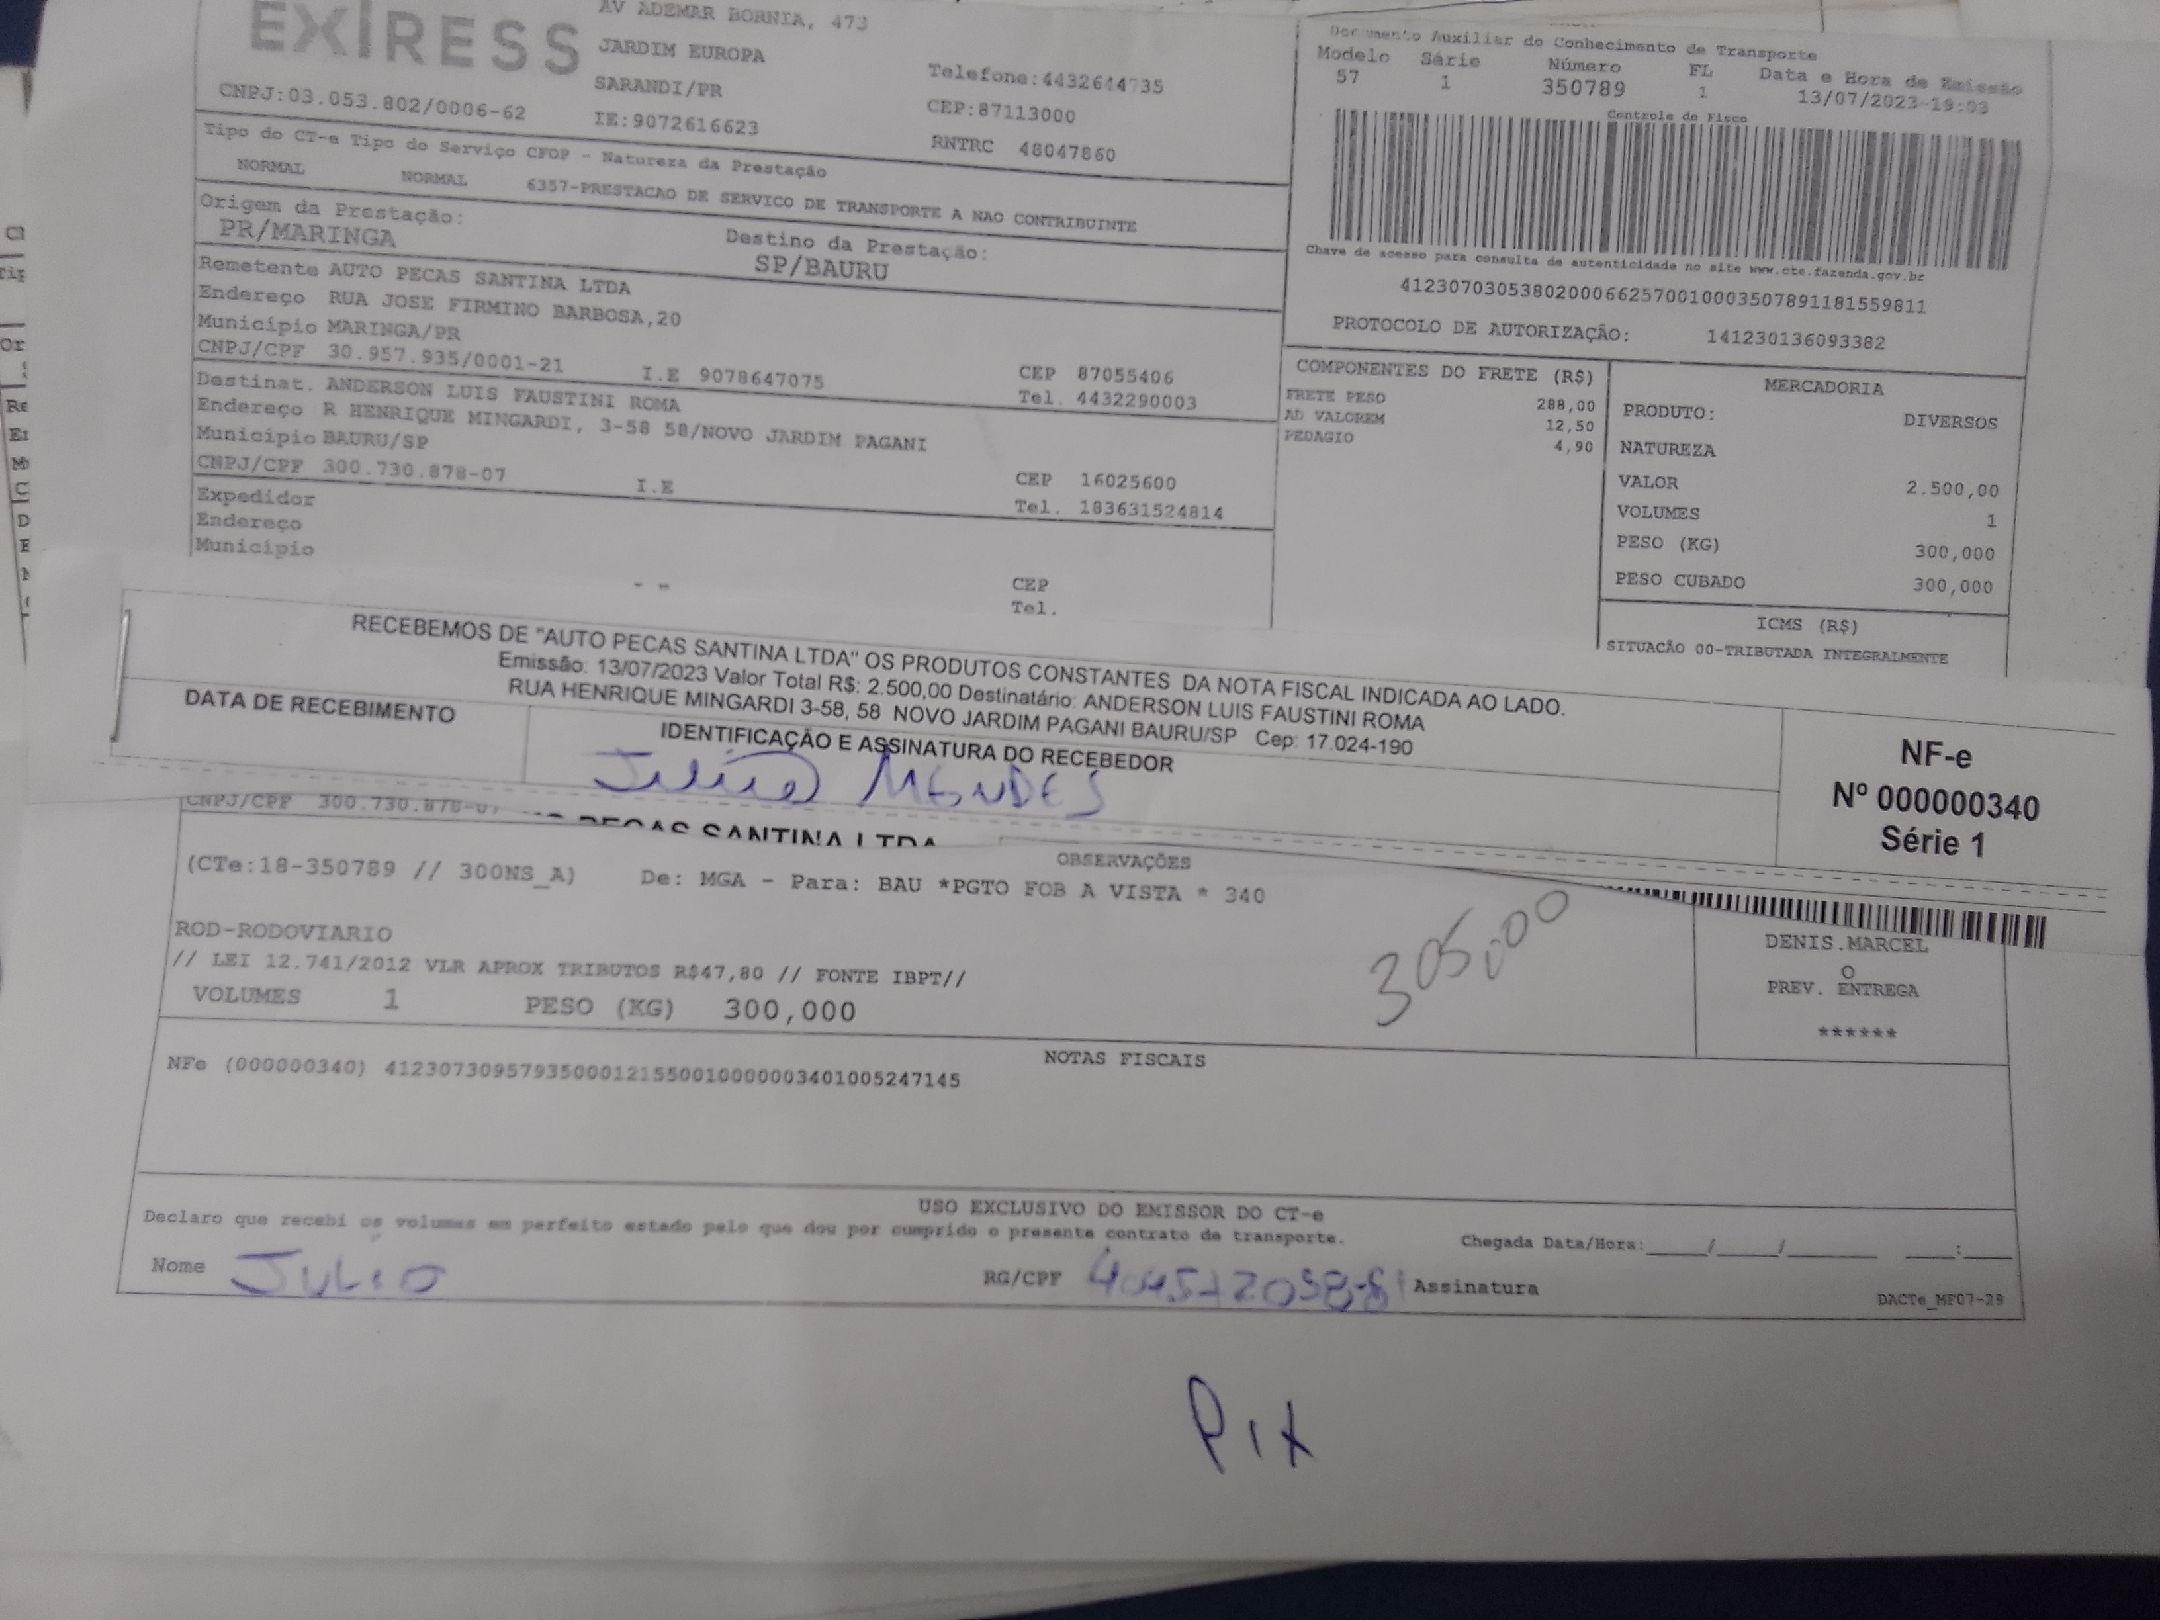 EXIRESS
AV ADEMAR BORNIA, 473
JARDIM EUROPA
SARANDI/PR
Telefone:4432644735
CEP:87113000
CNPJ:03.053.802/0006-62
IE:9072616623
RNTRC 48047860
Documento Auxiliar do Conhecimento de Transporte
Modelo Série Número FL Data e Hora de Emissão
57 1 350789 1 13/07/2023-19:03
Controle do Fisco
Chave de acesso para consulta de autenticidade no site www.cte.fazenda.gov.br
41230703053802000662570010003507891181559811
PROTOCOLO DE AUTORIZAÇÃO: 141230136093382
Tipo do CT-e Tipo do Serviço CFOP - Natureza da Prestação
NORMAL NORMAL 6357-PRESTACAO DE SERVICO DE TRANSPORTE A NAO CONTRIBUINTE
Origem da Prestação: Destino da Prestação:
PR/MARINGA SP/BAURU
Remetente AUTO PECAS SANTINA LTDA
Endereço RUA JOSE FIRMINO BARBOSA,20
Município MARINGA/PR CEP 87055406
CNPJ/CPF 30.957.935/0001-21 I.E 9078647075 Tel. 4432290003
Destinat. ANDERSON LUIS FAUSTINI ROMA
Endereço R HENRIQUE MINGARDI, 3-58 58/NOVO JARDIM PAGANI
Município BAURU/SP CEP 16025600
CNPJ/CPF 300.730.878-07 I.E Tel. 183631524814
Expedidor
Endereço
Município CEP
- - Tel.
COMPONENTES DO FRETE (R$)
FRETE PESO 288,00
AD VALOREM 12,50
PEDAGIO 4,90
MERCADORIA
PRODUTO: DIVERSOS
NATUREZA
VALOR 2.500,00
VOLUMES 1
PESO (KG) 300,000
PESO CUBADO 300,000
ICMS (R$)
SITUACÃO 00-TRIBUTADA INTEGRALMENTE
RECEBEMOS DE "AUTO PECAS SANTINA LTDA" OS PRODUTOS CONSTANTES DA NOTA FISCAL INDICADA AO LADO.
Emissão: 13/07/2023 Valor Total R$: 2.500,00 Destinatário: ANDERSON LUIS FAUSTINI ROMA
RUA HENRIQUE MINGARDI 3-58, 58 NOVO JARDIM PAGANI BAURU/SP Cep: 17.024-190
DATA DE RECEBIMENTO
IDENTIFICAÇÃO E ASSINATURA DO RECEBEDOR
MENDES
NF-e
Nº 000000340
Série 1
CNPJ/CPF 300.730.878-07
PECAS SANTINA LTDA
OBSERVAÇÕES
(CTe:18-350789 // 300NS_A) De: MGA - Para: BAU *PGTO FOB A VISTA * 340
305,00
ROD-RODOVIARIO
// LEI 12.741/2012 VLR APROX TRIBUTOS R$47,80 // FONTE IBPT//
VOLUMES 1 PESO (KG) 300,000
DENIS.MARCEL
O
PREV. ENTREGA
******
NOTAS FISCAIS
NFe (000000340) 41230730957935000121550010000003401005247145
USO EXCLUSIVO DO EMISSOR DO CT-e
Declaro que recebi os volumes em perfeito estado pelo que dou por cumprido o presente contrato de transporte.
Chegada Data/Hora:____/____/______ ___:___
Nome JULIO RG/CPF Assinatura
DACTe_MF07-29
Pix